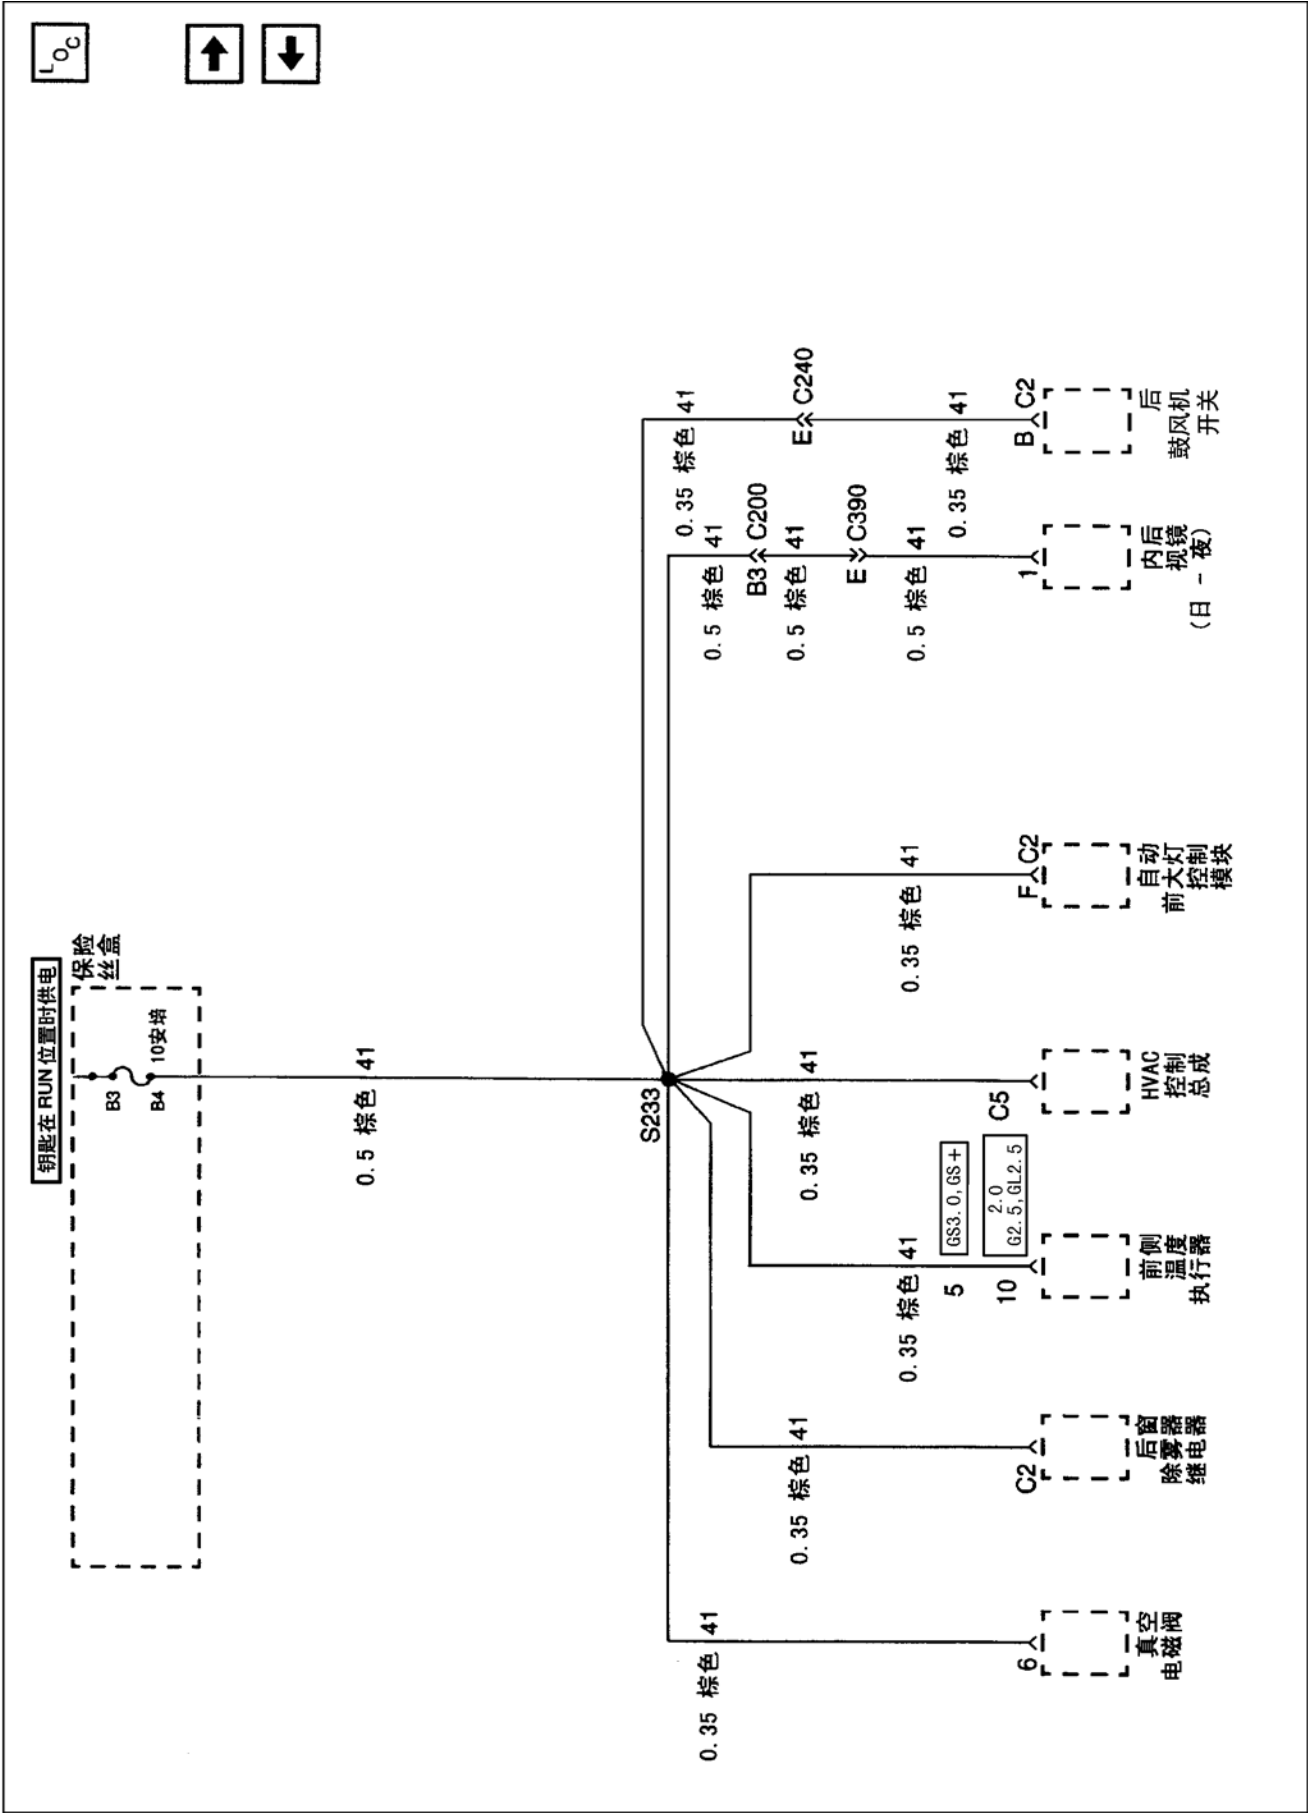 LOC
钥匙在 RUN 位置时供电
保险
丝盒
B3
B4
10安培
0.5 棕色 41
S233
0.35 棕色 41
6
真空
电磁阀
0.35 棕色 41
C2
后窗
除雾器
继电器
0.35 棕色 41
5
GS3.0,GS+
10
2.0
G2.5,GL2.5
前侧
温度
执行器
0.35 棕色 41
C5
HVAC
控制
总成
0.35 棕色 41
F
C2
自动
前大灯
控制
模块
0.5 棕色 41
B3
C200
0.5 棕色 41
E
C390
0.5 棕色 41
1
内后
视镜
(日 - 夜)
0.35 棕色 41
E
C240
0.35 棕色 41
B
C2
后
鼓风机
开关